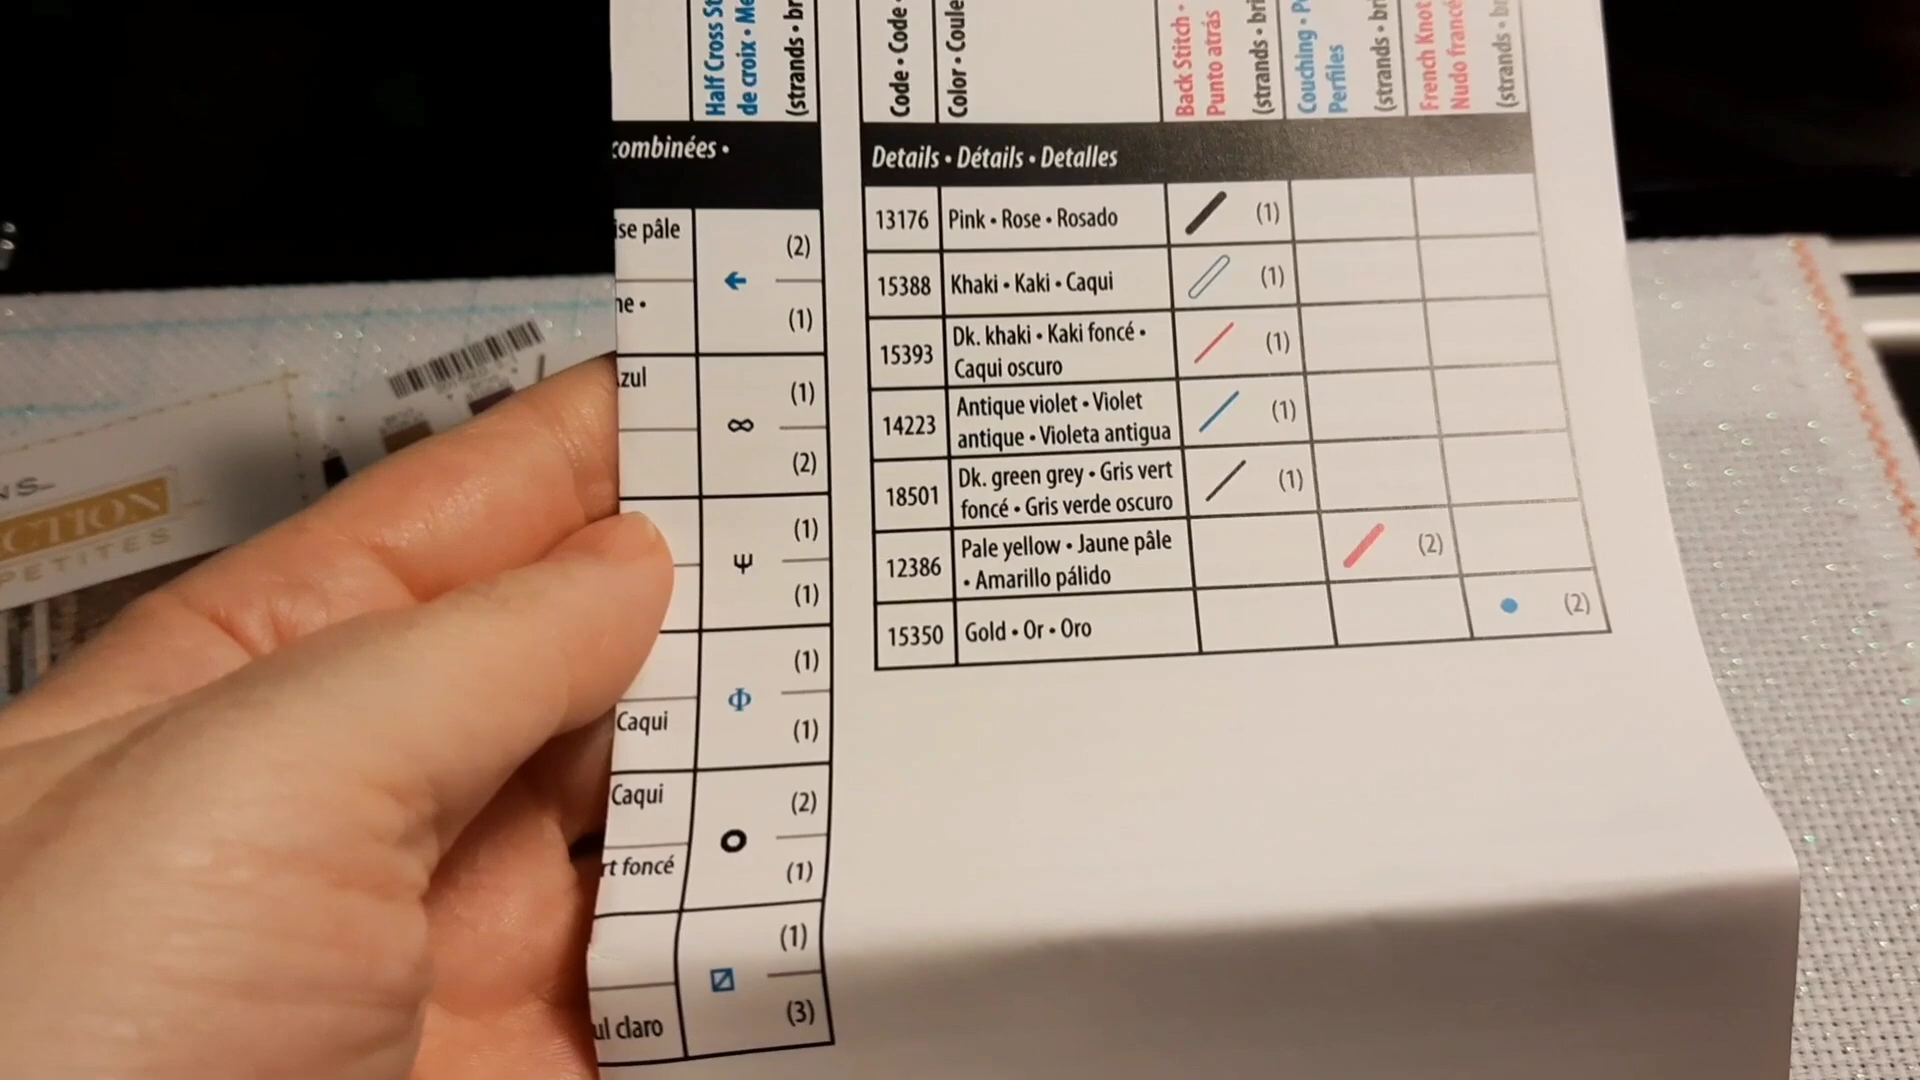 Half Cross St
de croix • Me
(strands • br
combinées •
se pâle
(2)
ne •
(1)
zul
(1)
(2)
(1)
(1)
(1)
Caqui
(1)
Caqui
(2)
rt foncé
(1)
(1)
ul claro
(3)
Code • Code •
Color • Coule
Back Stitch •
Punto atrás
(strands • bri
Couching • P
Perfiles
(strands • bri
French Knot
Nudo francé
(strands • br
Details • Détails • Detalles
13176 Pink • Rose • Rosado (1)
15388 Khaki • Kaki • Caqui (1)
15393 Dk. khaki • Kaki foncé •
Caqui oscuro (1)
14223 Antique violet • Violet
antique • Violeta antigua (1)
18501 Dk. green grey • Gris vert
foncé • Gris verde oscuro (1)
12386 Pale yellow • Jaune pâle
• Amarillo pálido (2)
15350 Gold • Or • Oro (2)
NS
CTION
PETITES